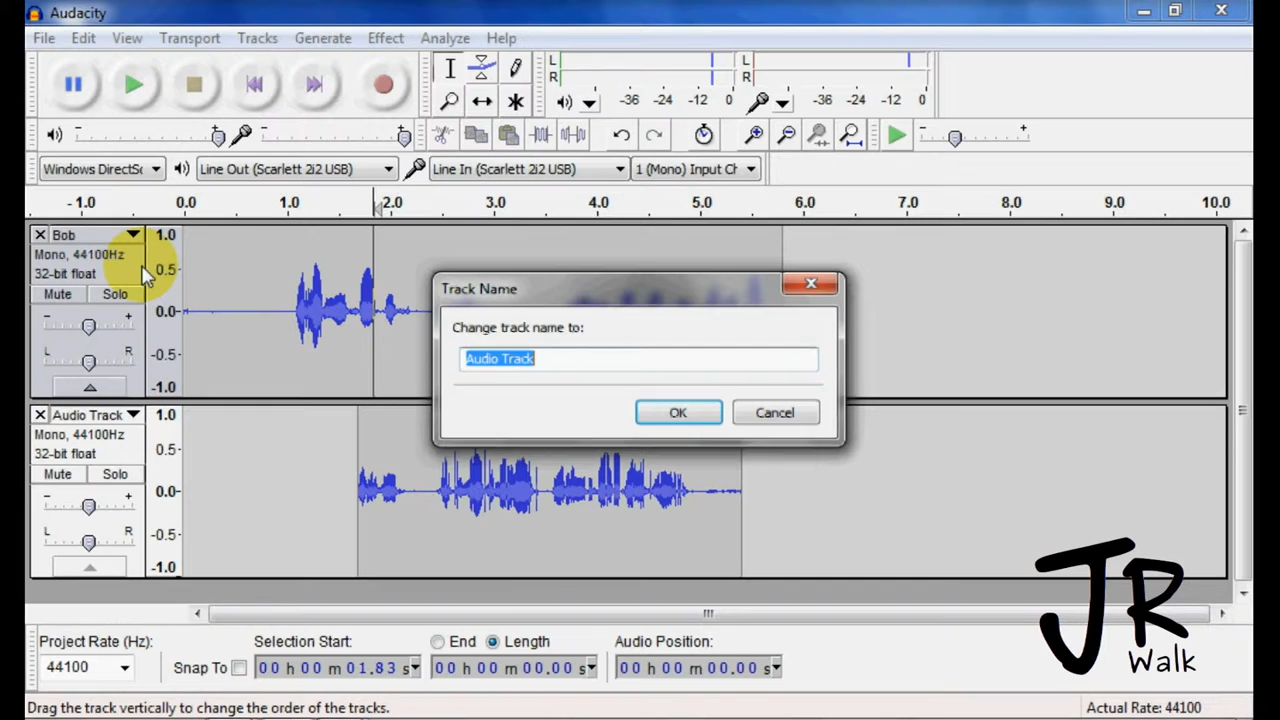 Audacity
File Edit View Transport Tracks Generate Effect Analyze Help
L L
R R
-36 -24 -12 0 -36 -24 -12 0
Windows DirectSo Line Out (Scarlett 2i2 USB) Line In (Scarlett 2i2 USB) 1 (Mono) Input Ch
-1.0 0.0 1.0 2.0 3.0 4.0 5.0 6.0 7.0 8.0 9.0 10.0
Bob
Mono, 44100Hz
32-bit float
Mute Solo
- +
L R
1.0
0.5
0.0-
-0.5
-1.0
Track Name
Change track name to:
Audio Track
OK Cancel
Audio Track
Mono, 44100Hz
32-bit float
Mute Solo
- +
L R
1.0
0.5
0.0-
-0.5
-1.0
JR
Walk
Project Rate (Hz): Selection Start: End Length Audio Position:
44100 Snap To 00 h 00 m 01.83 s 00 h 00 m 00.00 s 00 h 00 m 00.00 s
Drag the track vertically to change the order of the tracks. Actual Rate: 44100